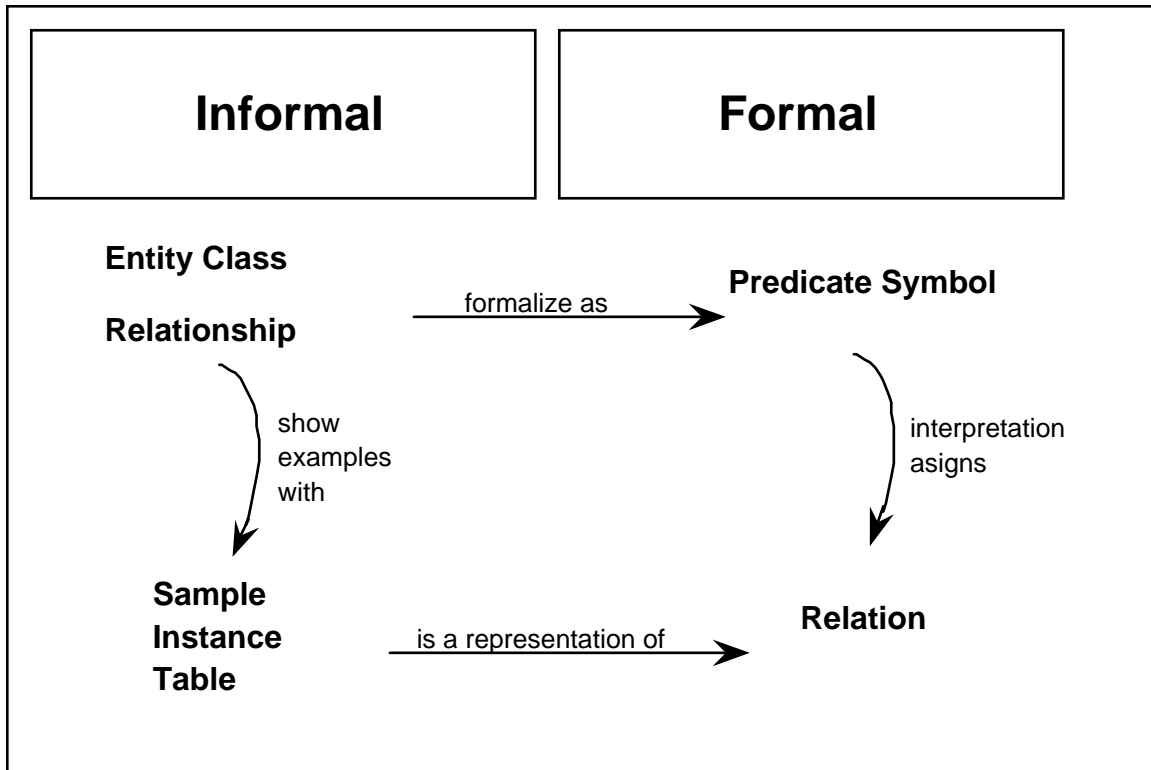 Informal
Formal
Entity Class
Relationship
formalize as
Predicate Symbol
show
examples
with
interpretation
asigns
Sample
Instance
Table
is a representation of
Relation